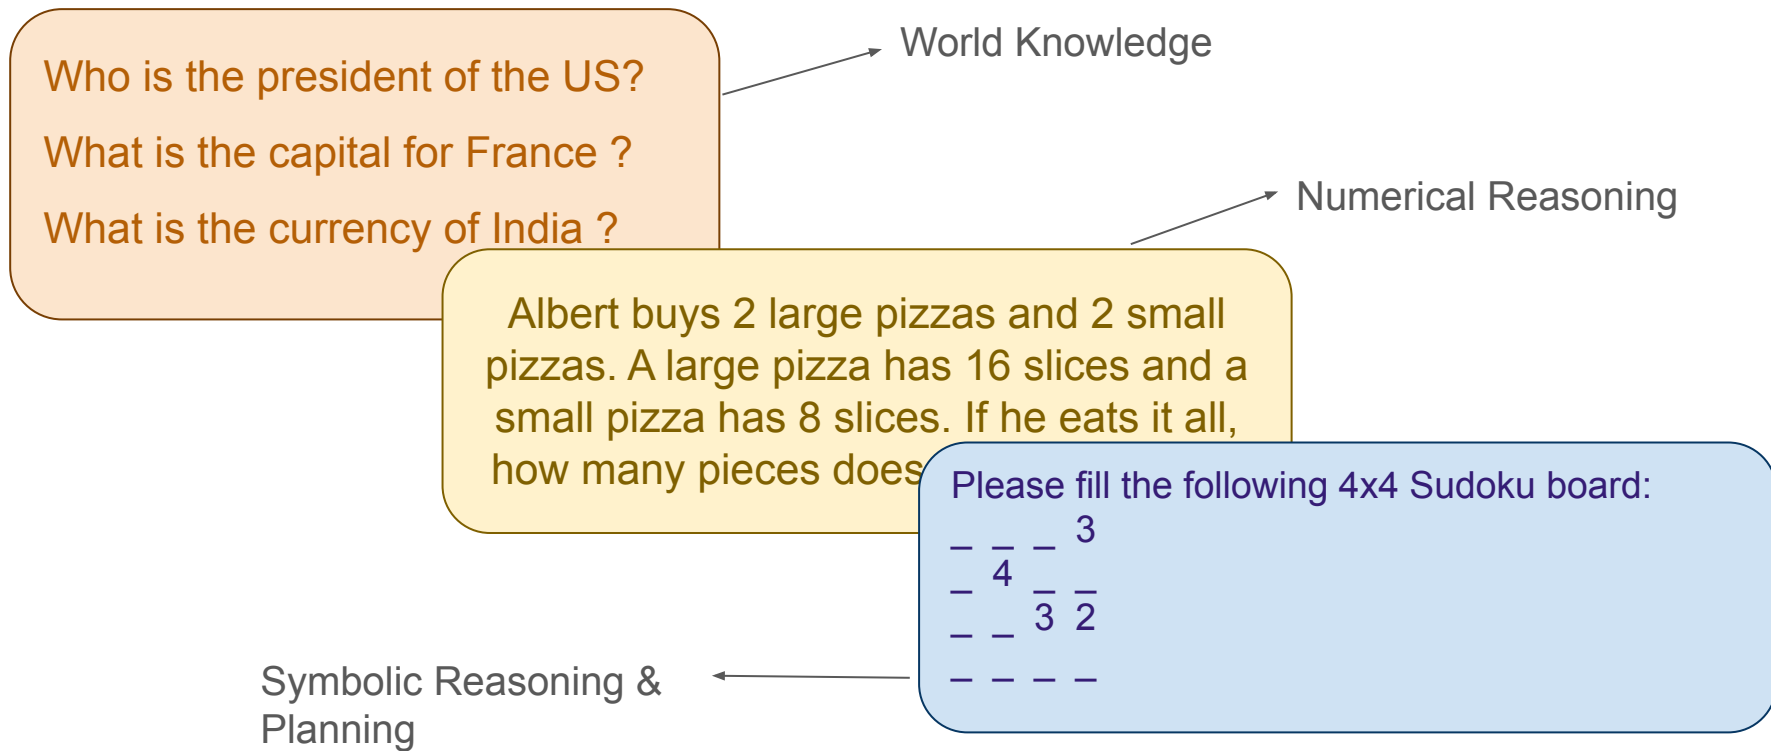 Who is the president of the US?
What is the capital for France ?
What is the currency of India ?
World Knowledge
Albert buys 2 large pizzas and 2 small
pizzas. A large pizza has 16 slices and a
small pizza has 8 slices. If he eats it all,
how many pieces does
Numerical Reasoning
Please fill the following 4x4 Sudoku board:
_ _ _ 3
_ 4 _ _
_ _ 3 2
_ _ _ _
Symbolic Reasoning &
Planning